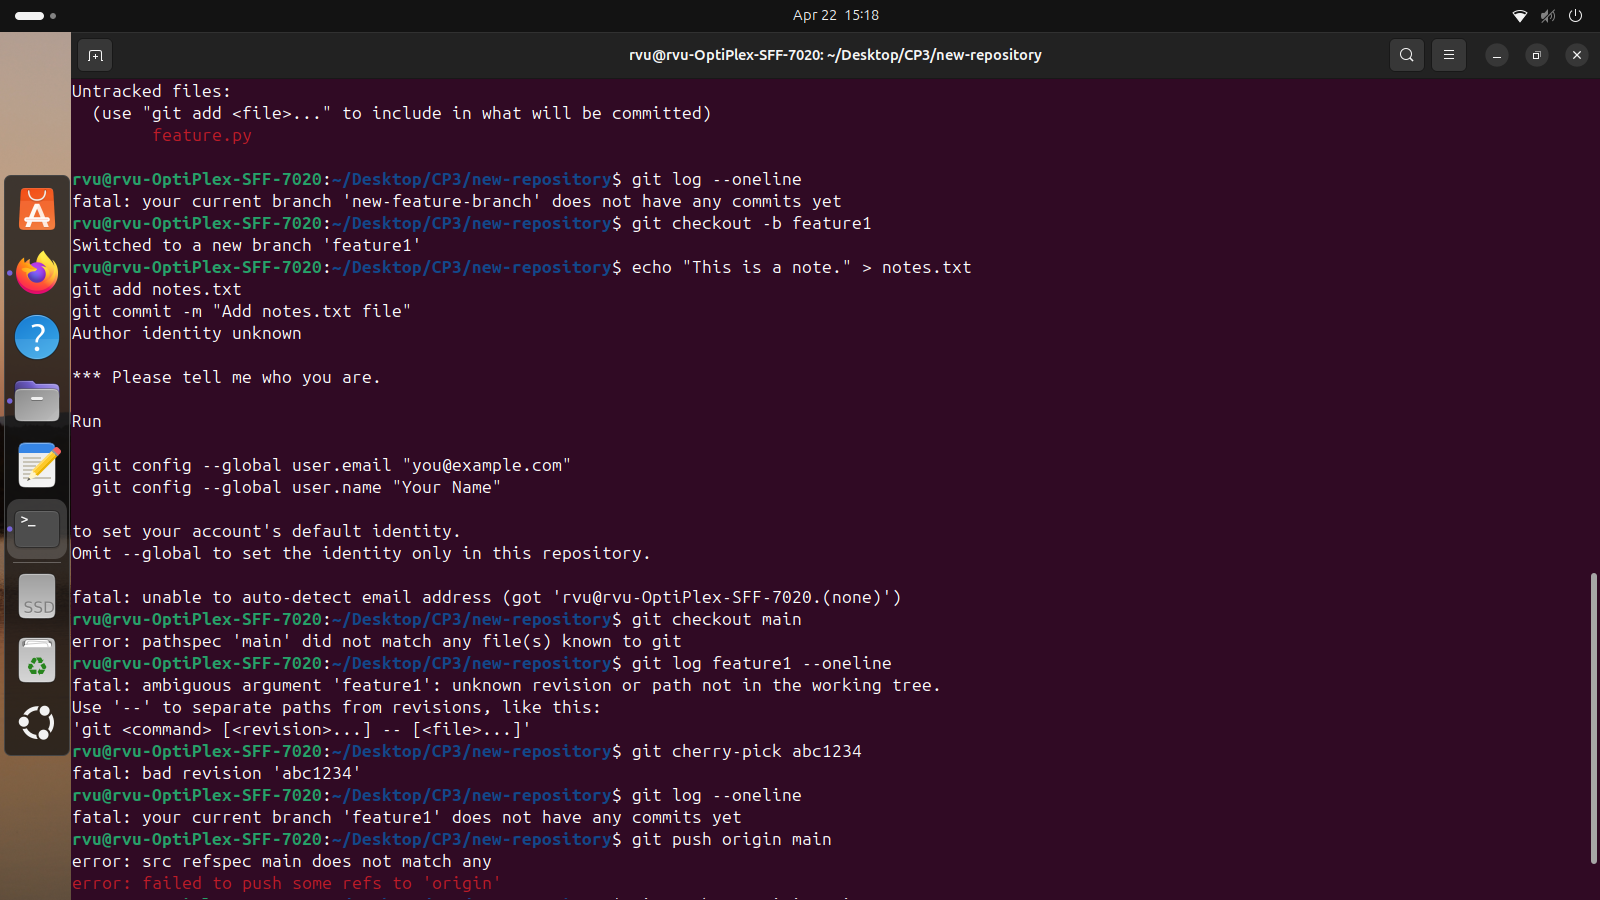 Apr 22 15:18
rvu@rvu-OptiPlex-SFF-7020: ~/Desktop/CP3/new-repository
Untracked files:
  (use "git add <file>..." to include in what will be committed)
        feature.py
rvu@rvu-OptiPlex-SFF-7020:~/Desktop/CP3/new-repository$ git log --oneline
fatal: your current branch 'new-feature-branch' does not have any commits yet
rvu@rvu-OptiPlex-SFF-7020:~/Desktop/CP3/new-repository$ git checkout -b feature1
Switched to a new branch 'feature1'
rvu@rvu-OptiPlex-SFF-7020:~/Desktop/CP3/new-repository$ echo "This is a note." > notes.txt
git add notes.txt
git commit -m "Add notes.txt file"
Author identity unknown
*** Please tell me who you are.
Run
  git config --global user.email "you@example.com"
  git config --global user.name "Your Name"
to set your account's default identity.
Omit --global to set the identity only in this repository.
fatal: unable to auto-detect email address (got 'rvu@rvu-OptiPlex-SFF-7020.(none)')
rvu@rvu-OptiPlex-SFF-7020:~/Desktop/CP3/new-repository$ git checkout main
error: pathspec 'main' did not match any file(s) known to git
rvu@rvu-OptiPlex-SFF-7020:~/Desktop/CP3/new-repository$ git log feature1 --oneline
fatal: ambiguous argument 'feature1': unknown revision or path not in the working tree.
Use '--' to separate paths from revisions, like this:
'git <command> [<revision>...] -- [<file>...]'
rvu@rvu-OptiPlex-SFF-7020:~/Desktop/CP3/new-repository$ git cherry-pick abc1234
fatal: bad revision 'abc1234'
rvu@rvu-OptiPlex-SFF-7020:~/Desktop/CP3/new-repository$ git log --oneline
fatal: your current branch 'feature1' does not have any commits yet
rvu@rvu-OptiPlex-SFF-7020:~/Desktop/CP3/new-repository$ git push origin main
error: src refspec main does not match any
error: failed to push some refs to 'origin'
SSD